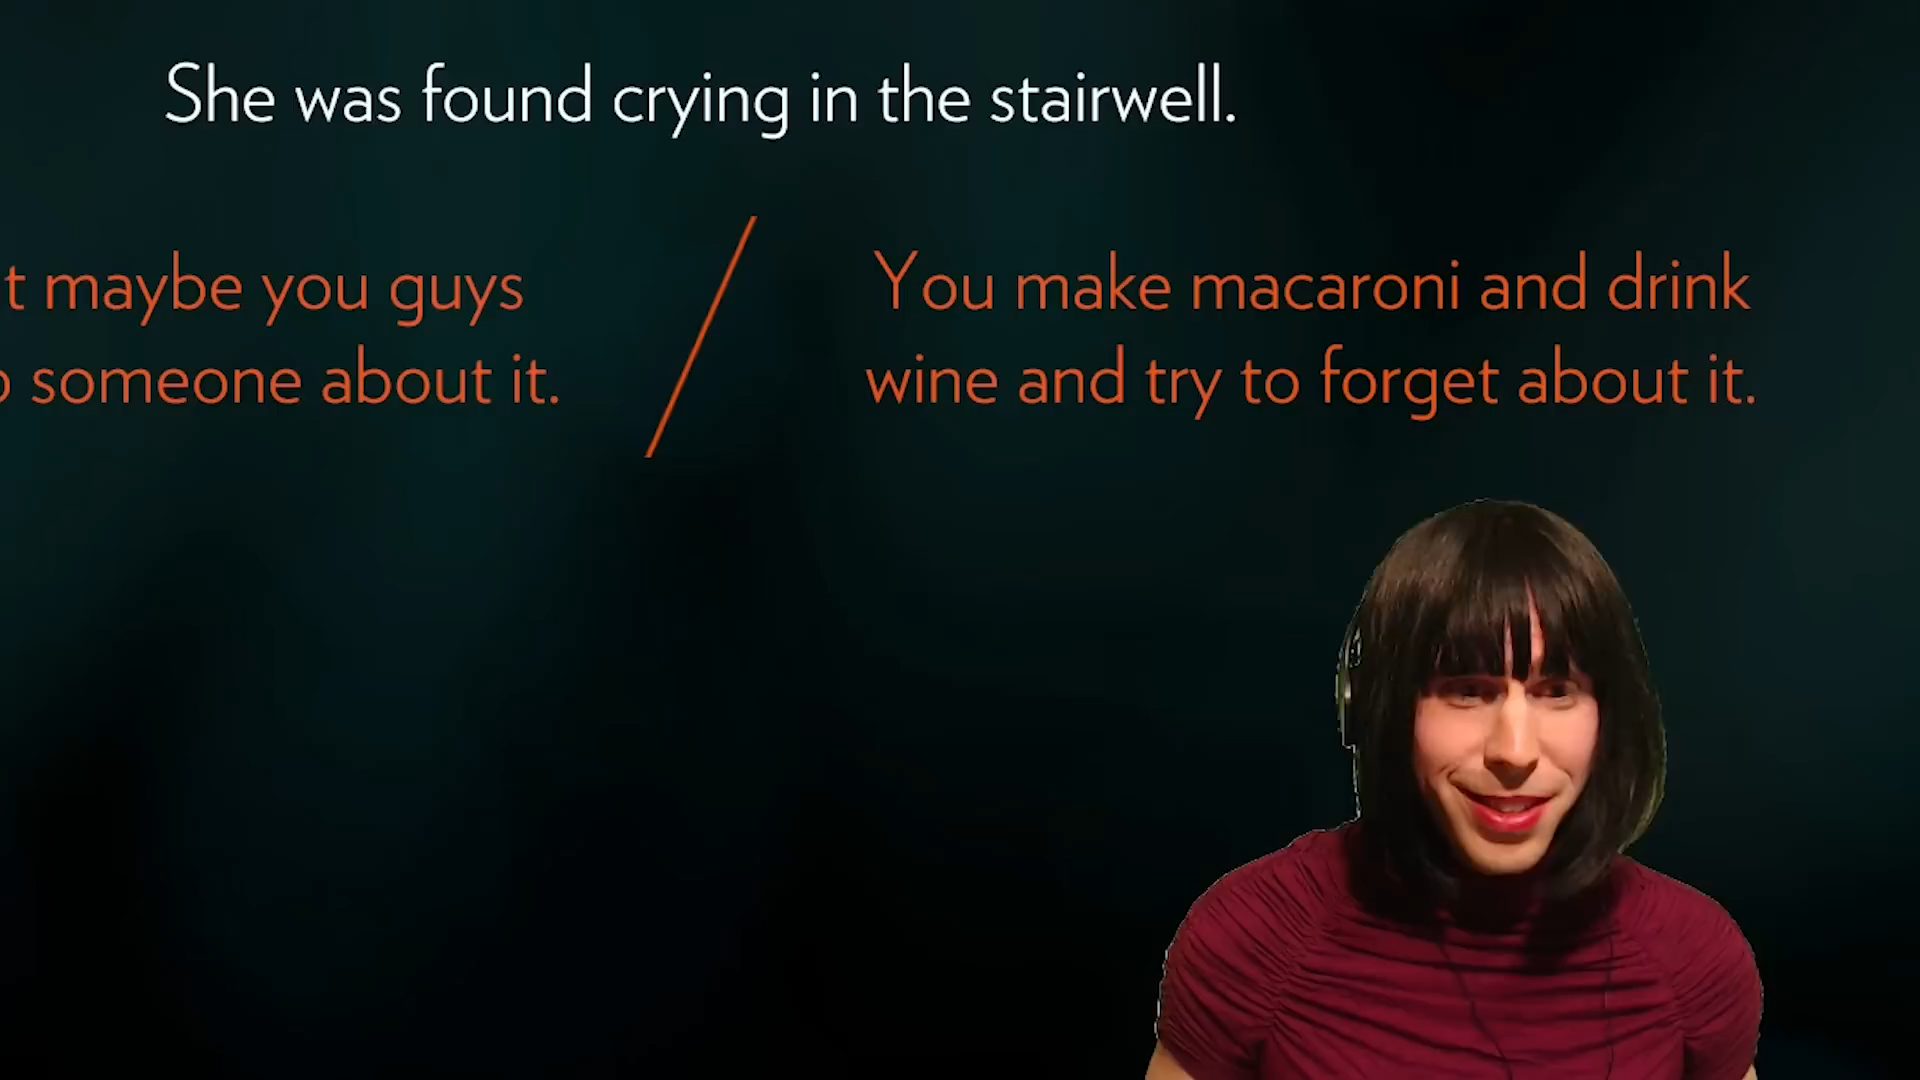 She was found crying in the stairwell.
t maybe you guys
someone about it.
You make macaroni and drink
wine and try to forget about it.